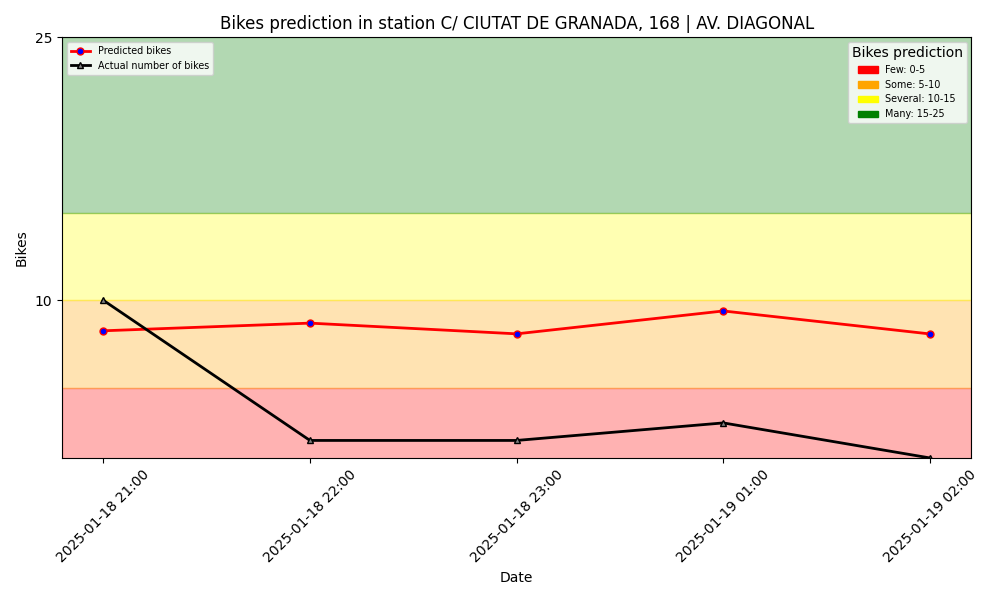 Bikes prediction in station C/ CIUTAT DE GRANADA, 168 | AV. DIAGONAL
25
10
Bikes
Predicted bikes
Actual number of bikes
Bikes prediction
Few: 0-5
Some: 5-10
Several: 10-15
Many: 15-25
2025-01-18 21:00
2025-01-18 22:00
2025-01-18 23:00
2025-01-19 01:00
2025-01-19 02:00
Date